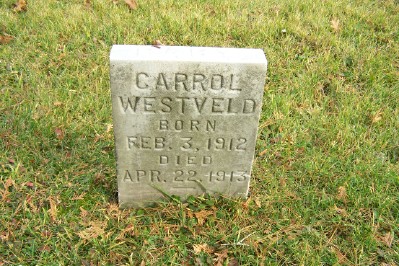 CARROL
WESTVELD
BORN
FEB. 3, 1912
DIED
APR. 22, 1913